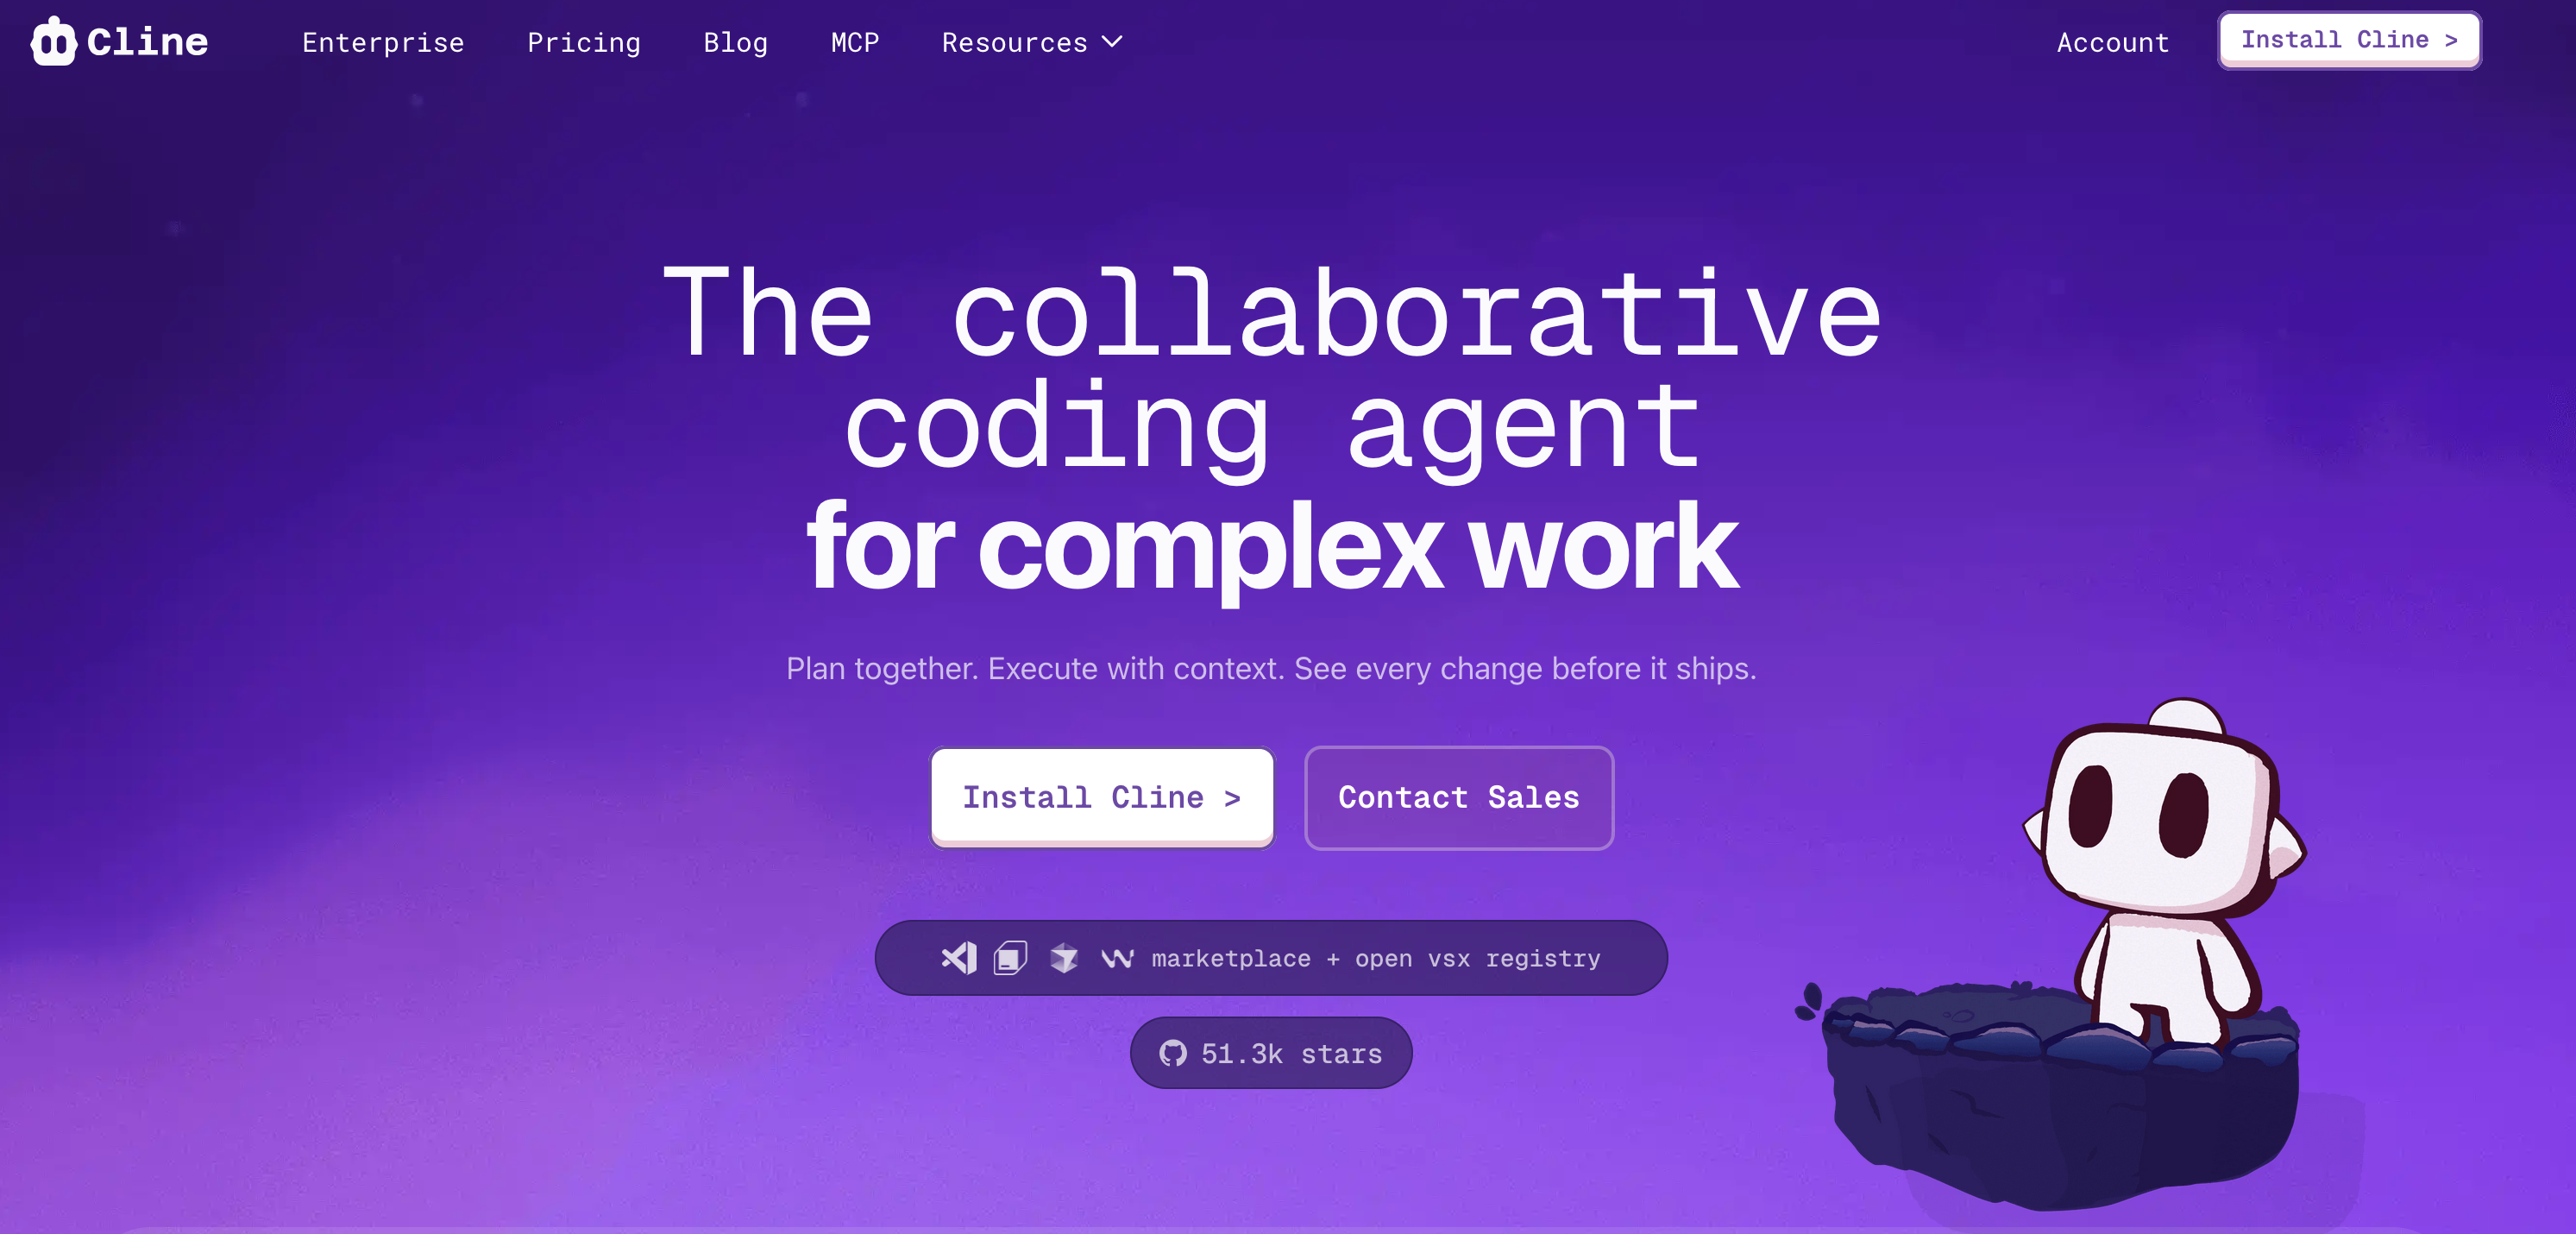 Cline
Enterprise Pricing Blog MCP Resources
Account Install Cline >
The collaborative
coding agent
for complex work
Plan together. Execute with context. See every change before it ships.
Install Cline > Contact Sales
marketplace + open vsx registry
51.3k stars